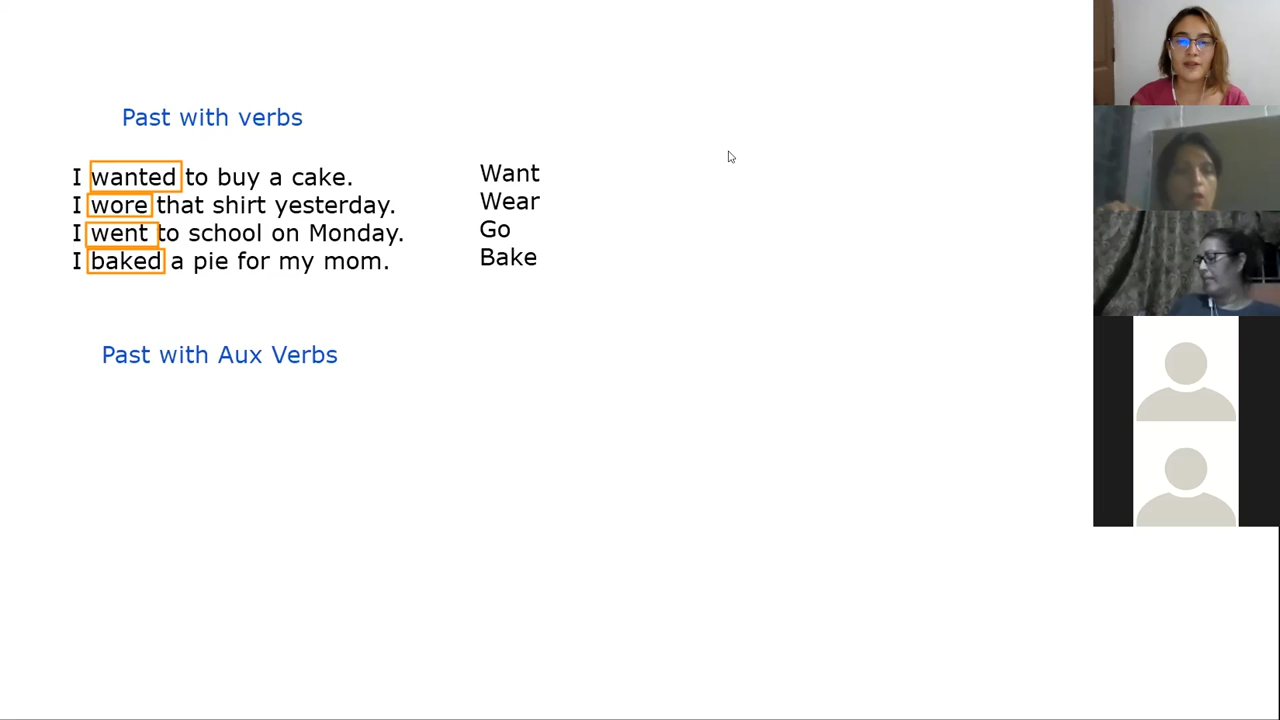 Past with verbs
I wanted to buy a cake.
I wore that shirt yesterday.
I went to school on Monday.
I baked a pie for my mom.
Want
Wear
Go
Bake
Past with Aux Verbs